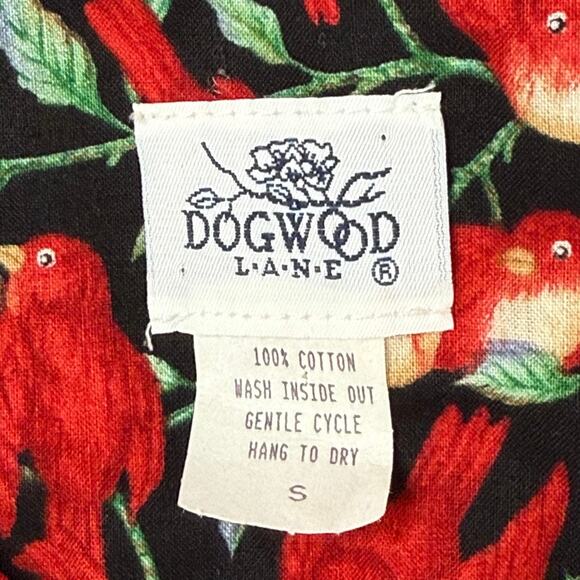 DOGWOOD
L·A·N·E ®
100% COTTON
WASH INSIDE OUT
GENTLE CYCLE
HANG TO DRY
S